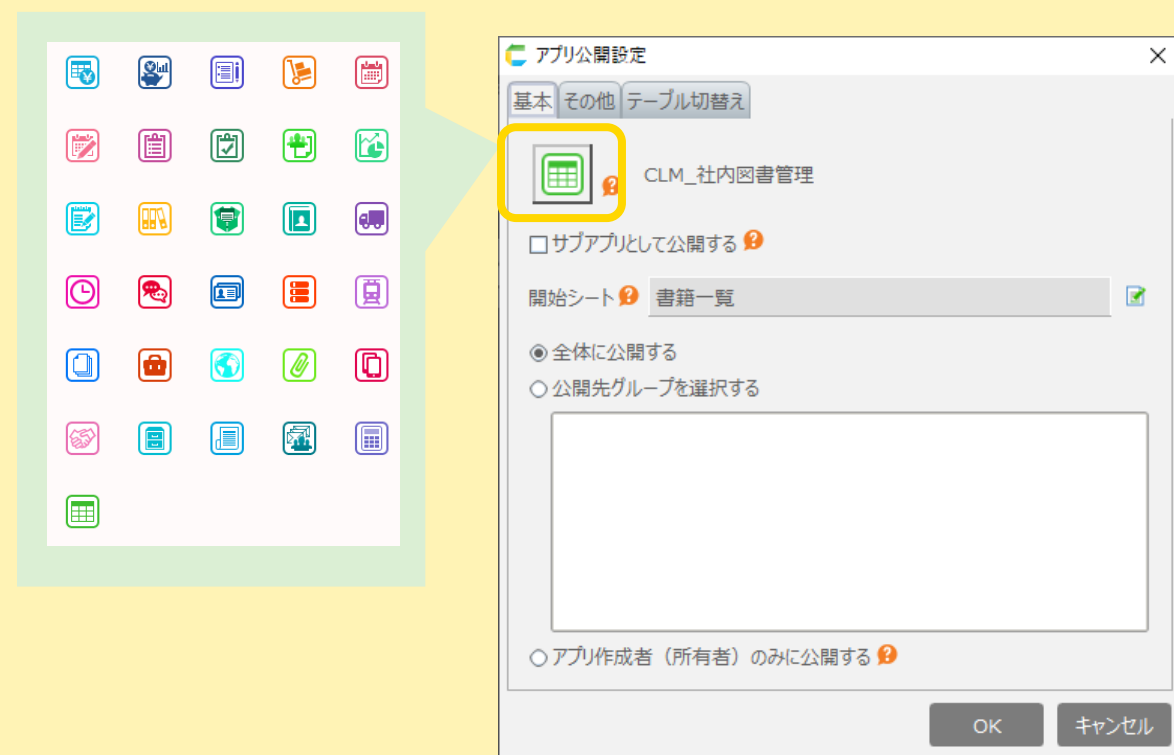 アプリ公開設定
基本 その他 テーブル切替え
CLM_社内図書管理
サブアプリとして公開する
開始シート 書籍一覧
全体に公開する
公開先グループを選択する
アプリ作成者（所有者）のみに公開する
OK キャンセル